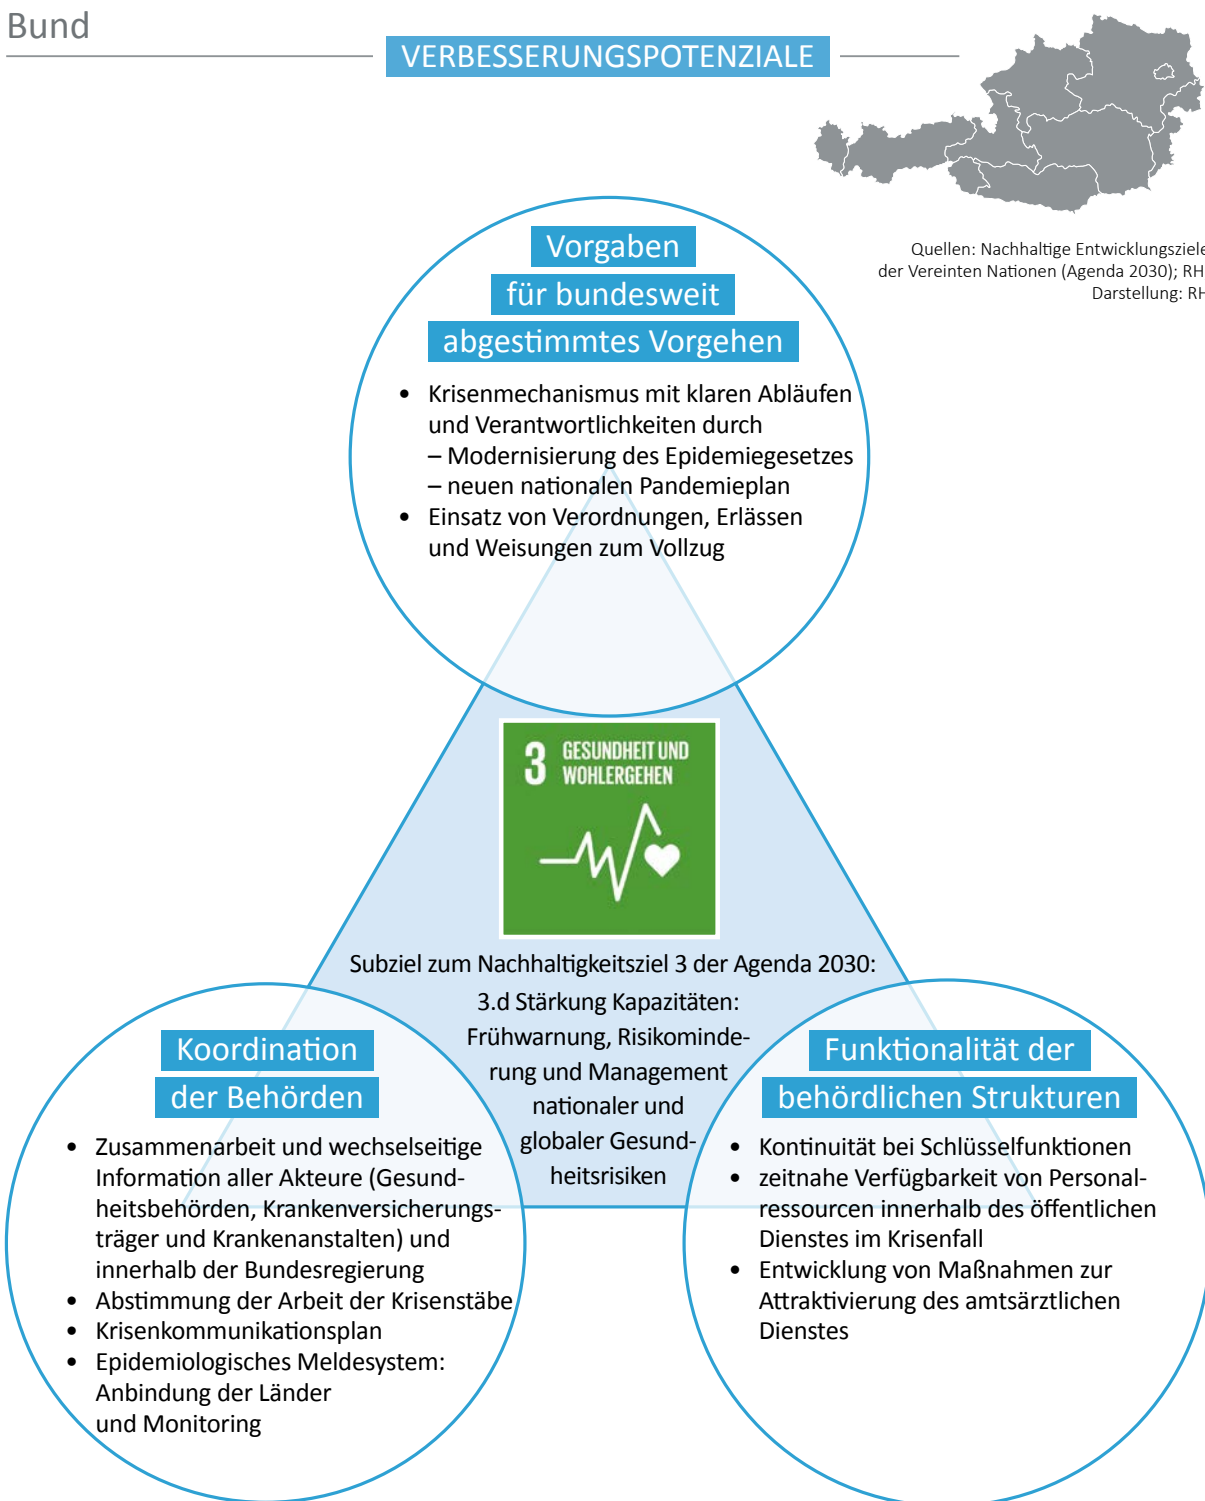 Bund
VERBESSERUNGSPOTENZIALE
Quellen: Nachhaltige Entwicklungsziele
der Vereinten Nationen (Agenda 2030); RH
Darstellung: RH
Vorgaben
für bundesweit
abgestimmtes Vorgehen
• Krisenmechanismus mit klaren Abläufen
und Verantwortlichkeiten durch
– Modernisierung des Epidemiegesetzes
– neuen nationalen Pandemieplan
• Einsatz von Verordnungen, Erlässen
und Weisungen zum Vollzug
3 GESUNDHEIT UND
WOHLERGEHEN
Subziel zum Nachhaltigkeitsziel 3 der Agenda 2030:
3.d Stärkung Kapazitäten:
Frühwarnung, Risikominde-
rung und Management
nationaler und
globaler Gesund-
heitsrisiken
Koordination
der Behörden
• Zusammenarbeit und wechselseitige
Information aller Akteure (Gesund-
heitsbehörden, Krankenversicherungs-
träger und Krankenanstalten) und
innerhalb der Bundesregierung
• Abstimmung der Arbeit der Krisenstäbe
• Krisenkommunikationsplan
• Epidemiologisches Meldesystem:
Anbindung der Länder
und Monitoring
Funktionalität der
behördlichen Strukturen
• Kontinuität bei Schlüsselfunktionen
• zeitnahe Verfügbarkeit von Personal-
ressourcen innerhalb des öffentlichen
Dienstes im Krisenfall
• Entwicklung von Maßnahmen zur
Attraktivierung des amtsärztlichen
Dienstes